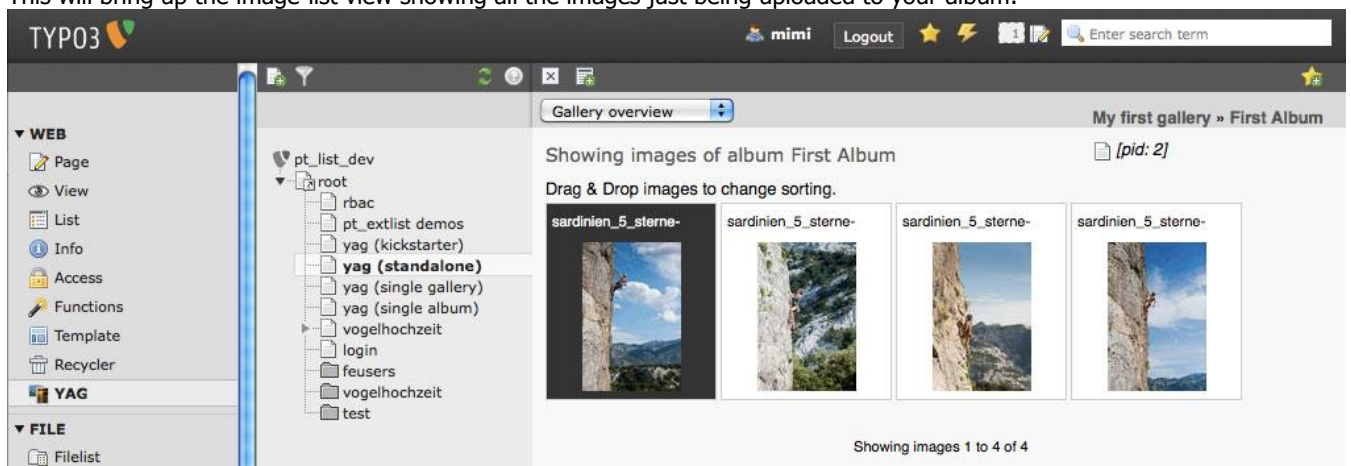 This will bring up the image list view showing all the images just being uploaded to your album:
TYPO3
mimi
Logout
1
Enter search term
Gallery overview
My first gallery » First Album
[pid: 2]
WEB
Page
View
List
Info
Access
Functions
Template
Recycler
YAG
FILE
Filelist
pt_list_dev
root
rbac
pt_extlist demos
yag (kickstarter)
yag (standalone)
yag (single gallery)
yag (single album)
vogelhochzeit
login
feusers
vogelhochzeit
test
Showing images of album First Album
Drag & Drop images to change sorting.
sardinien_5_sterne-
sardinien_5_sterne-
sardinien_5_sterne-
sardinien_5_sterne-
Showing images 1 to 4 of 4